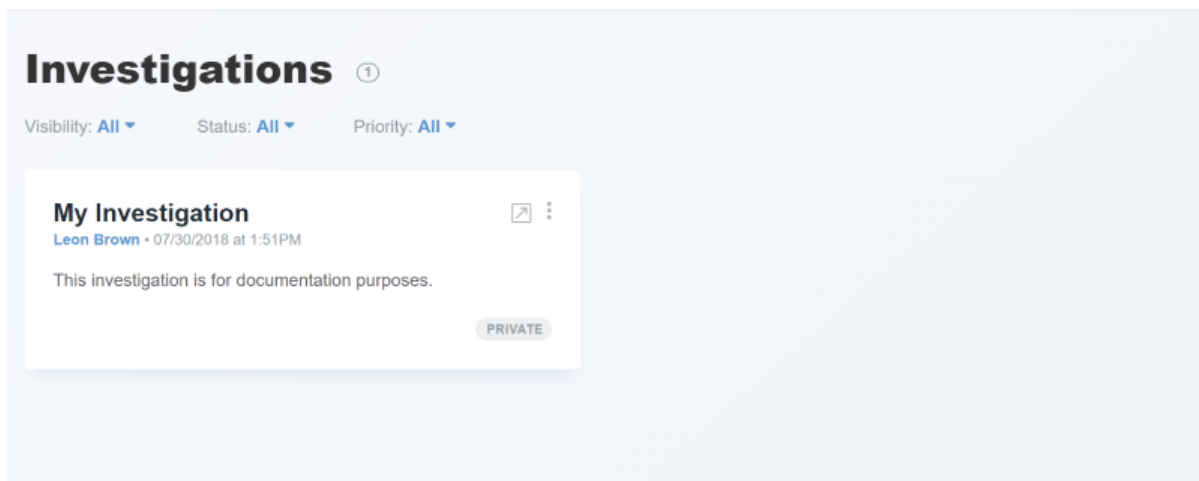 Investigations 1
Visibility: All Status: All Priority: All
My Investigation
Leon Brown • 07/30/2018 at 1:51PM
This investigation is for documentation purposes.
PRIVATE